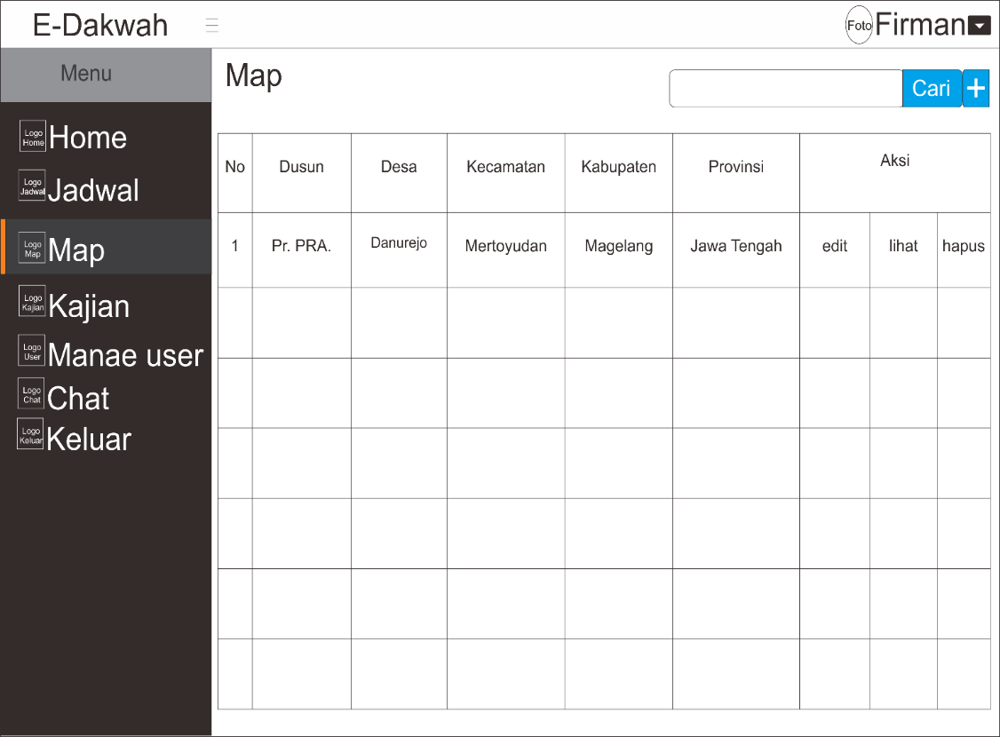 E-Dakwah
Foto Firman
Menu
Map
Cari +
Logo
Home
Home
Logo
Jadwal
Jadwal
Logo
Map
Map
Logo
Kajian
Kajian
Logo
User
Manae user
Logo
Chat
Chat
Logo
Keluar
Keluar
No Dusun Desa Kecamatan Kabupaten Provinsi Aksi
1 Pr. PRA. Danurejo Mertoyudan Magelang Jawa Tengah edit lihat hapus